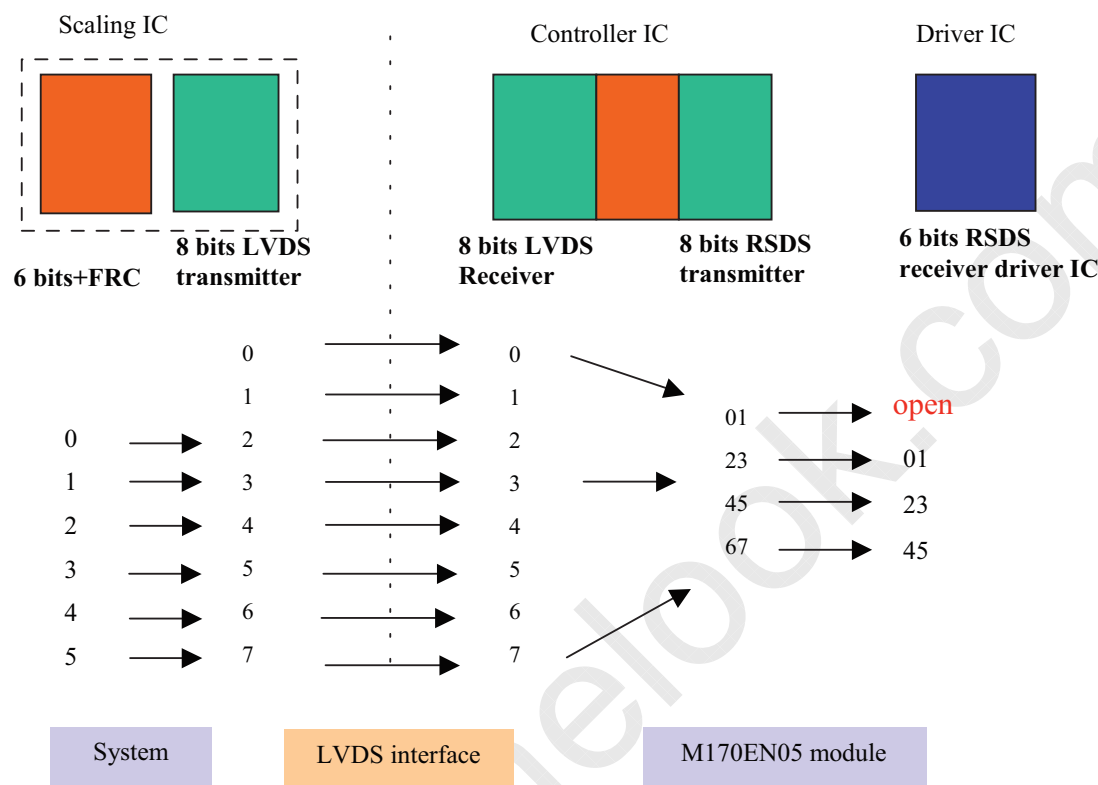 Scaling IC
Controller IC
Driver IC
6 bits+FRC
8 bits LVDS
transmitter
8 bits LVDS
Receiver
8 bits RSDS
transmitter
6 bits RSDS
receiver driver IC
0
1
2
3
4
5
0
1
2
3
4
5
6
7
0
1
2
3
4
5
6
7
01
23
45
67
open
01
23
45
System
LVDS interface
M170EN05 module
nelook.com